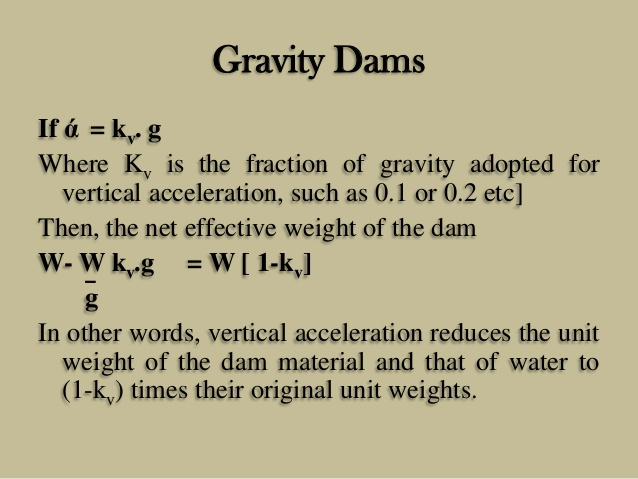 Gravity Dams
If ά = kv. g
Where Kv is the fraction of gravity adopted for
vertical acceleration, such as 0.1 or 0.2 etc]
Then, the net effective weight of the dam
W- W kv.g = W [ 1-kv]
g
In other words, vertical acceleration reduces the unit
weight of the dam material and that of water to
(1-kv) times their original unit weights.